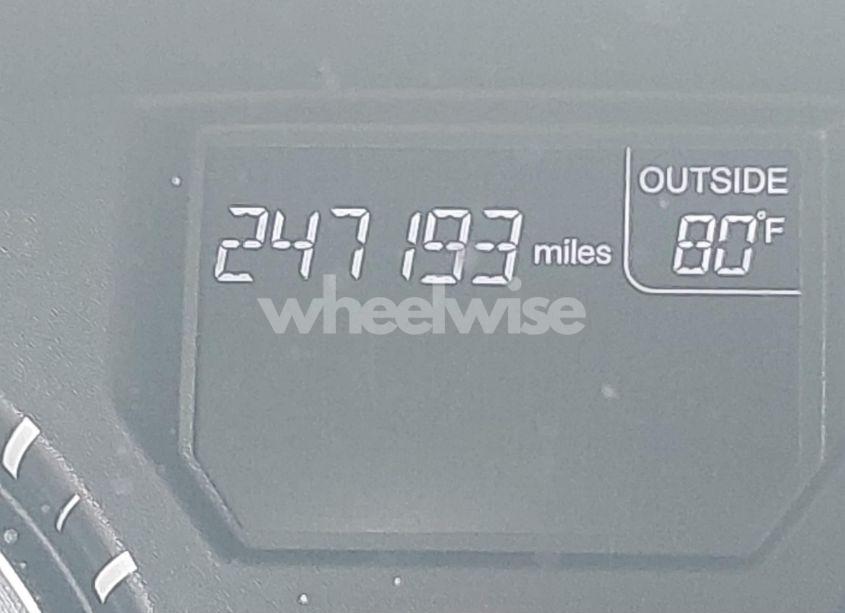 OUTSIDE
247193 miles 80°F
wheelwise